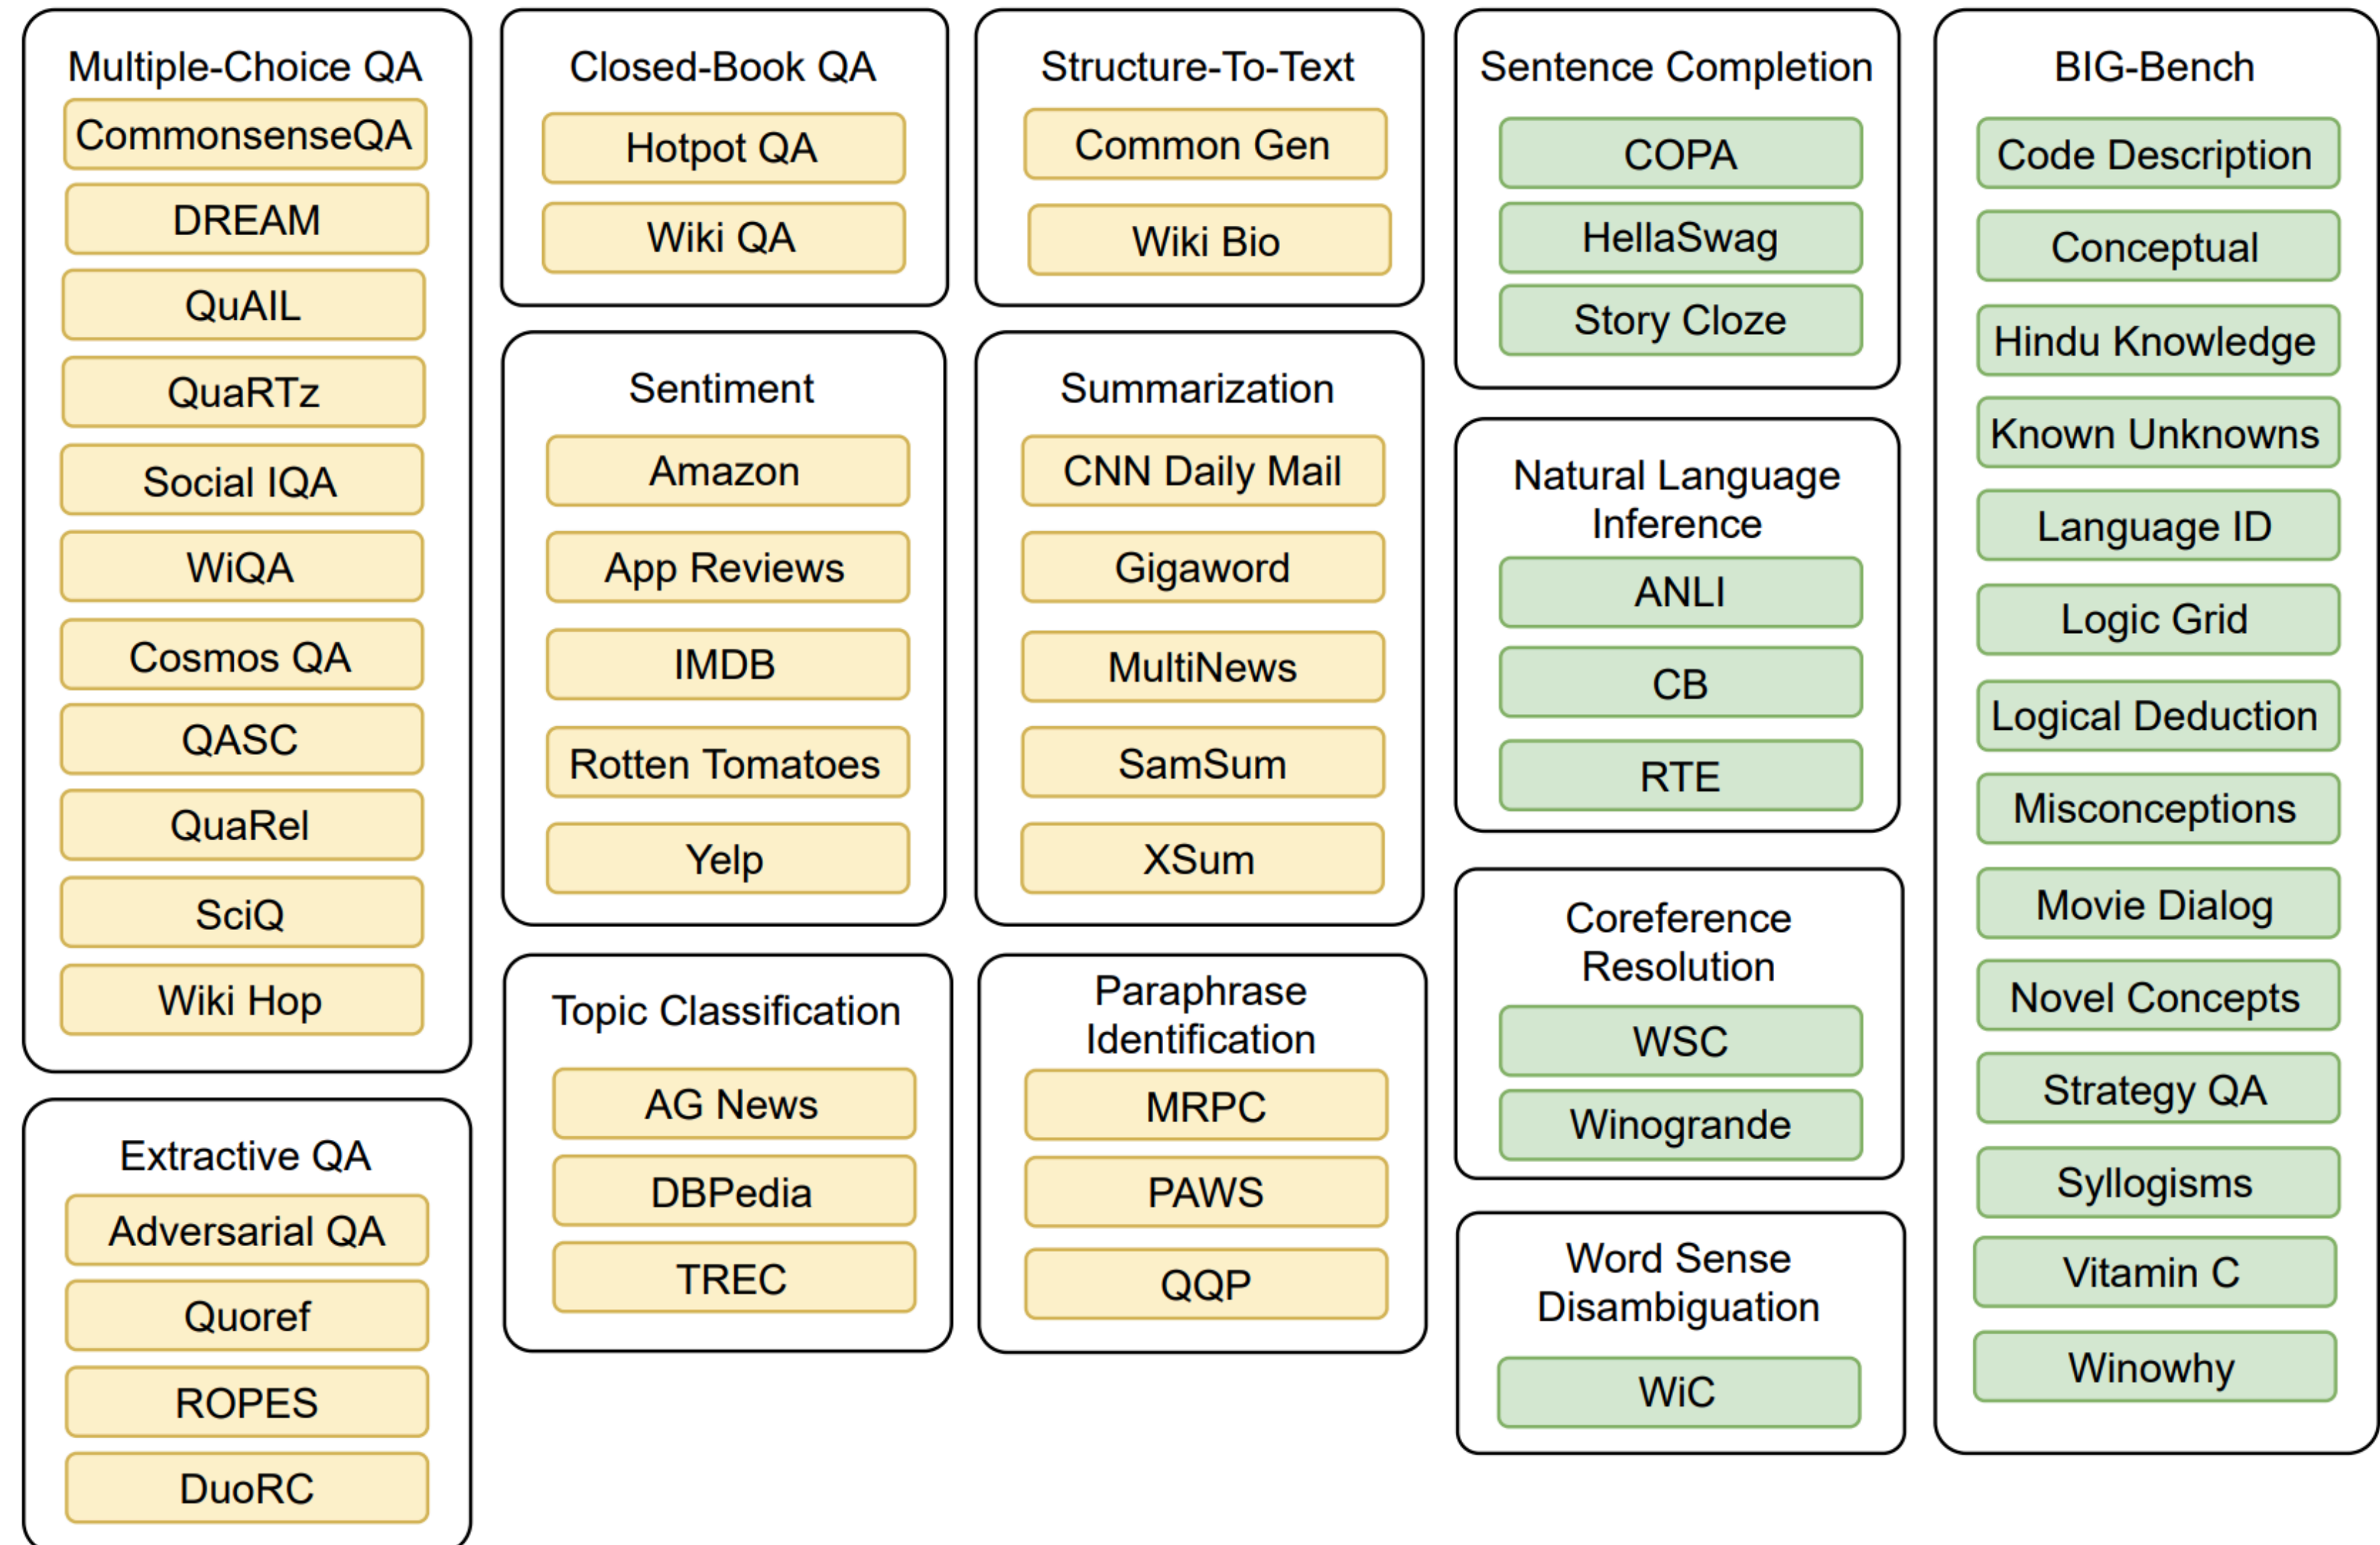 Multiple-Choice QA
CommonsenseQA
DREAM
QuAIL
QuaRTz
Social IQA
WiQA
Cosmos QA
QASC
QuaRel
SciQ
Wiki Hop
Extractive QA
Adversarial QA
Quoref
ROPES
DuoRC
Closed-Book QA
Hotpot QA
Wiki QA
Sentiment
Amazon
App Reviews
IMDB
Rotten Tomatoes
Yelp
Topic Classification
AG News
DBPedia
TREC
Structure-To-Text
Common Gen
Wiki Bio
Summarization
CNN Daily Mail
Gigaword
MultiNews
SamSum
XSum
Paraphrase
Identification
MRPC
PAWS
QQP
Sentence Completion
COPA
HellaSwag
Story Cloze
Natural Language
Inference
ANLI
CB
RTE
Coreference
Resolution
WSC
Winogrande
Word Sense
Disambiguation
WiC
BIG-Bench
Code Description
Conceptual
Hindu Knowledge
Known Unknowns
Language ID
Logic Grid
Logical Deduction
Misconceptions
Movie Dialog
Novel Concepts
Strategy QA
Syllogisms
Vitamin C
Winowhy